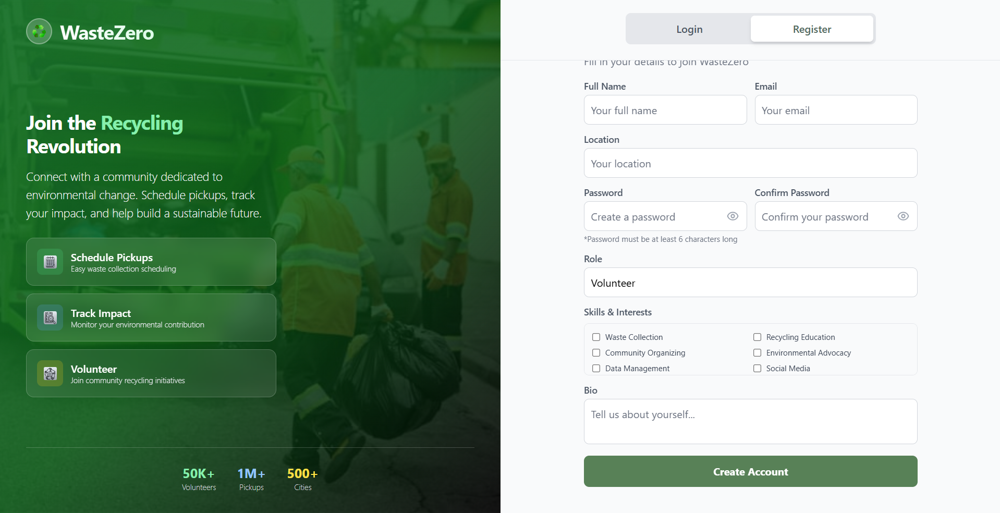 WasteZero
Join the Recycling
Revolution
Connect with a community dedicated to
environmental change. Schedule pickups, track
your impact, and help build a sustainable future.
Schedule Pickups
Easy waste collection scheduling
Track Impact
Monitor your environmental contribution
Volunteer
Join community recycling initiatives
50K+ 1M+ 500+
Volunteers Pickups Cities
Login Register
Fill in your details to join WasteZero
Full Name Email
Your full name Your email
Location
Your location
Password Confirm Password
Create a password Confirm your password
*Password must be at least 6 characters long
Role
Volunteer
Skills & Interests
Waste Collection Recycling Education
Community Organizing Environmental Advocacy
Data Management Social Media
Bio
Tell us about yourself...
Create Account